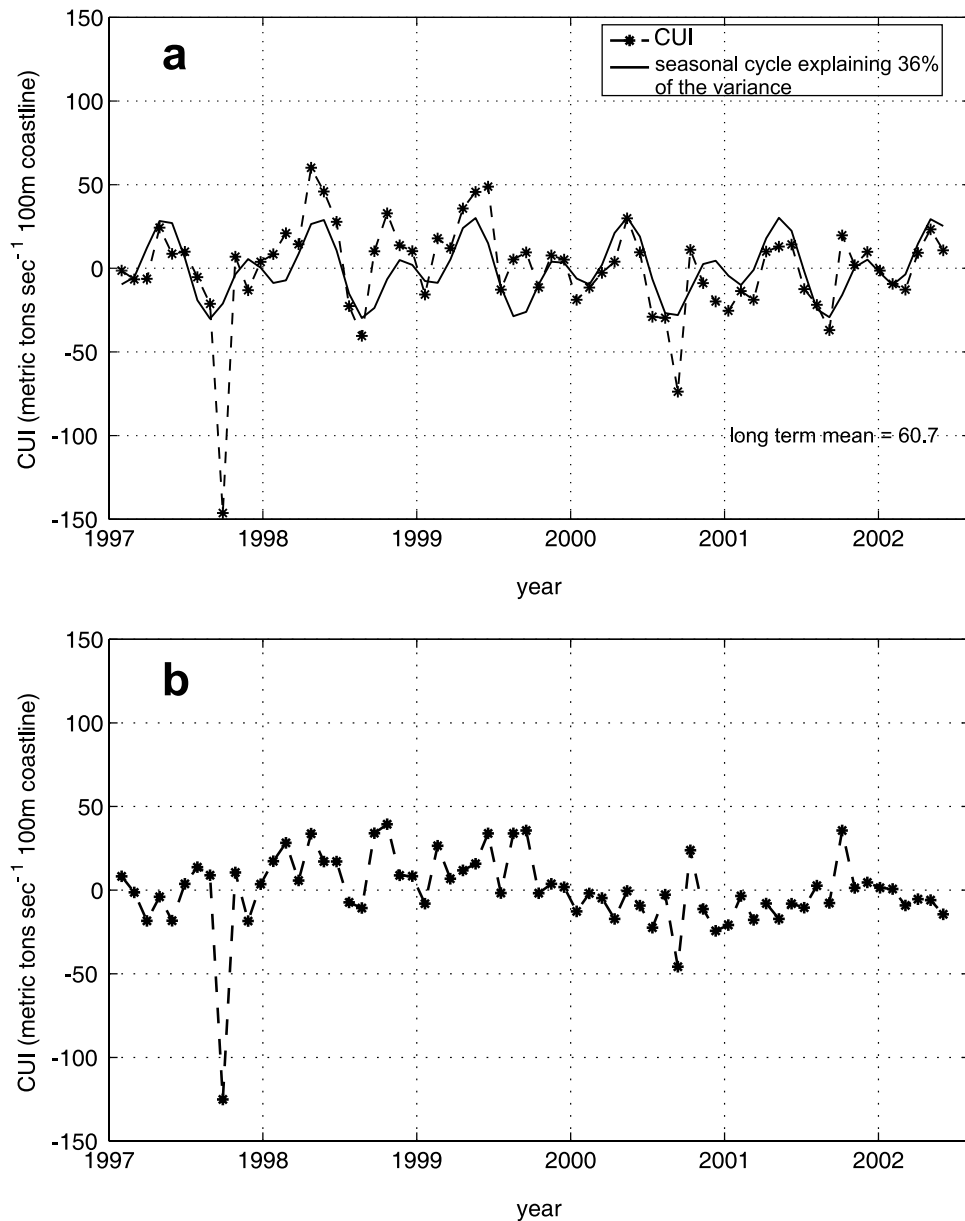 150
a
CUI
seasonal cycle explaining 36%
of the variance
100
50
0
-50
-100
long term mean = 60.7
-150
CUI (metric tons sec⁻¹ 100m coastline)
1997 1998 1999 2000 2001 2002
year
150
b
100
50
0
-50
-100
-150
CUI (metric tons sec⁻¹ 100m coastline)
1997 1998 1999 2000 2001 2002
year